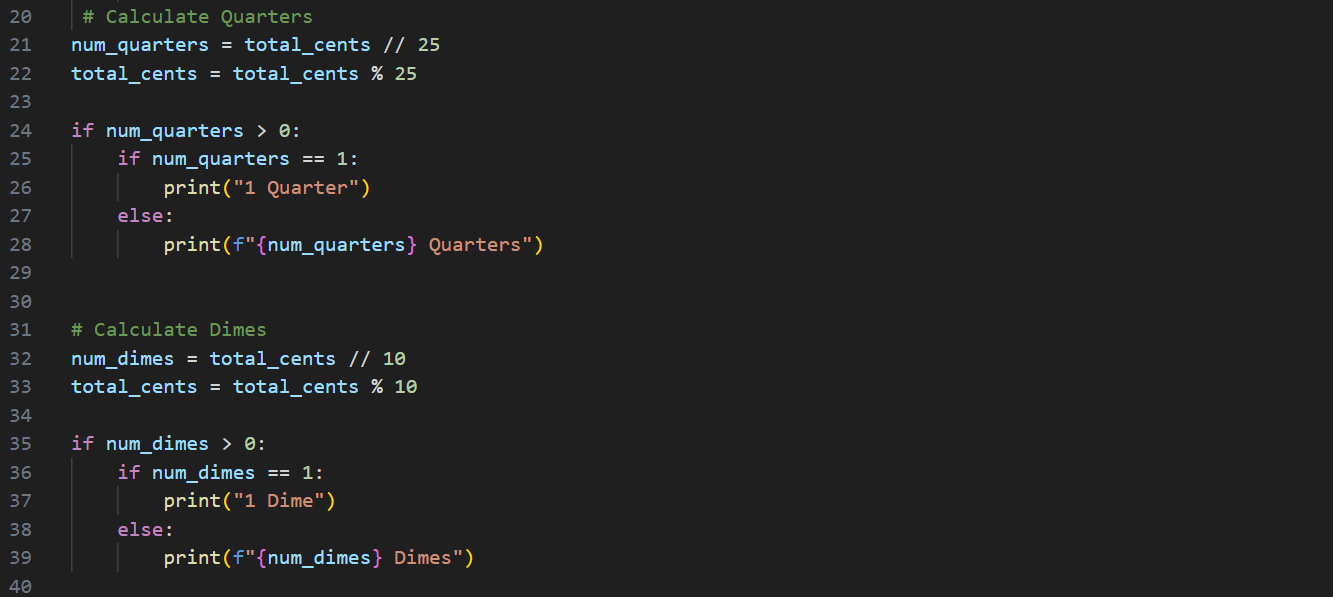 20 # Calculate Quarters
21 num_quarters = total_cents // 25
22 total_cents = total_cents % 25
23
24 if num_quarters > 0:
25     if num_quarters == 1:
26         print("1 Quarter")
27     else:
28         print(f"{num_quarters} Quarters")
29
30
31 # Calculate Dimes
32 num_dimes = total_cents // 10
33 total_cents = total_cents % 10
34
35 if num_dimes > 0:
36     if num_dimes == 1:
37         print("1 Dime")
38     else:
39         print(f"{num_dimes} Dimes")
40